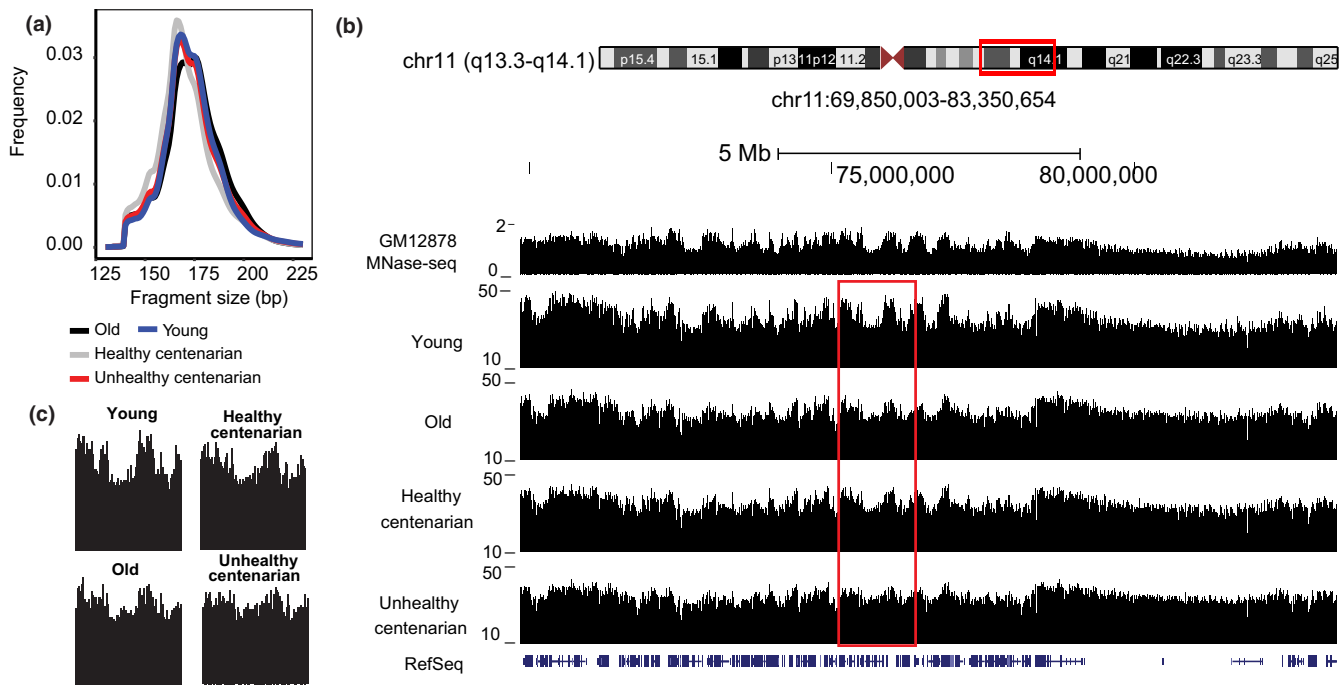 (a)
Frequency
0.03
0.02
0.01
0.00
125 150 175 200 225
Fragment size (bp)
Old Young
Healthy centenarian
Unhealthy centenarian
(c)
Young
Healthy
centenarian
Old
Unhealthy
centenarian
(b)
chr11 (q13.3-q14.1)
p15.4 15.1 p13 11p12 11.2 q14.1 q21 q22.3 q23.3 q25
chr11:69,850,003-83,350,654
5 Mb
75,000,000 80,000,000
GM12878
MNase-seq
2
0
Young
50
10
Old
50
10
Healthy
centenarian
50
10
Unhealthy
centenarian
50
10
RefSeq